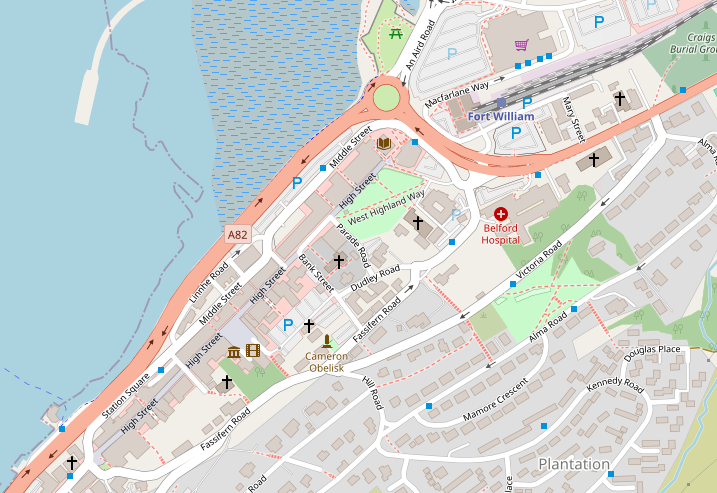 An Aird Road
P
P
P
Craigs
Burial Gro
Macfarlane Way
P
Fort William
Mary Street
P
Middle Street
Alma R
P
High Street
West Highland Way
P
Belford
Hospital
A82
Parade Road
Bank Street
Linnhe Road
High Street
Dudley Road
Victoria Road
Middle Street
Fassifern Road
P
Alma Road
High Street
Cameron
Obelisk
Douglas Place
Station Square
Hill Road
Mamore Crescent
Kennedy Road
High Street
Fassifern Road
Plantation
Road
lace